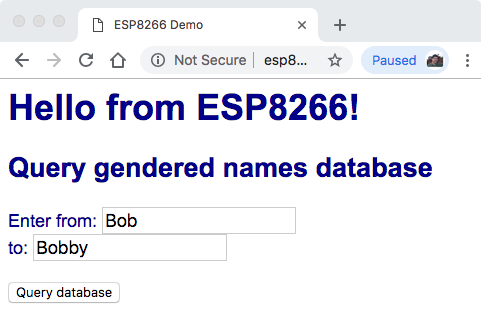 ESP8266 Demo
Not Secure esp8... Paused
Hello from ESP8266!
Query gendered names database
Enter from: Bob
to: Bobby
Query database